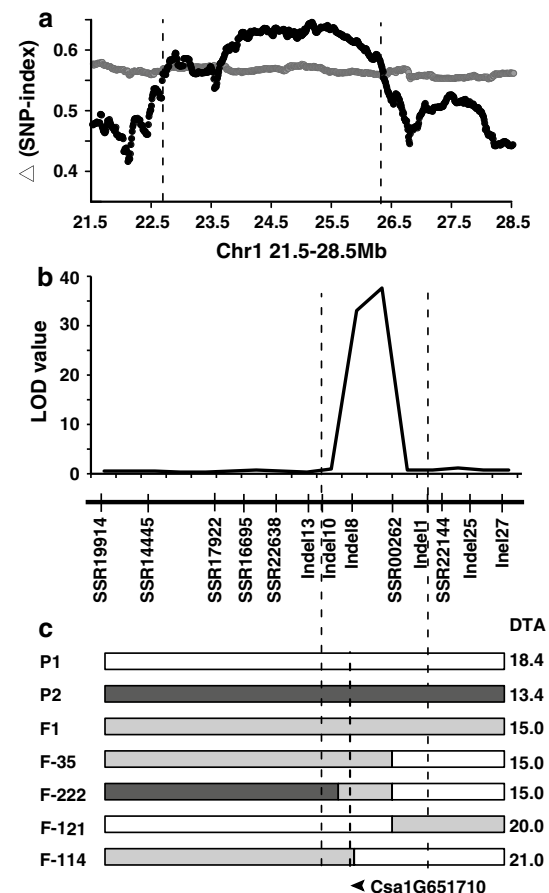 a
△ (SNP-index)
0.6
0.5
0.4
21.5 22.5 23.5 24.5 25.5 26.5 27.5 28.5
Chr1 21.5-28.5Mb
b
LOD value
40
30
20
10
0
SSR19914
SSR14445
SSR17922
SSR16695
SSR22638
Indel13
Indel10
Indel8
SSR00262
Indel1
SSR22144
Indel25
Inel27
c
DTA
P1 18.4
P2 13.4
F1 15.0
F-35 15.0
F-222 15.0
F-121 20.0
F-114 21.0
Csa1G651710